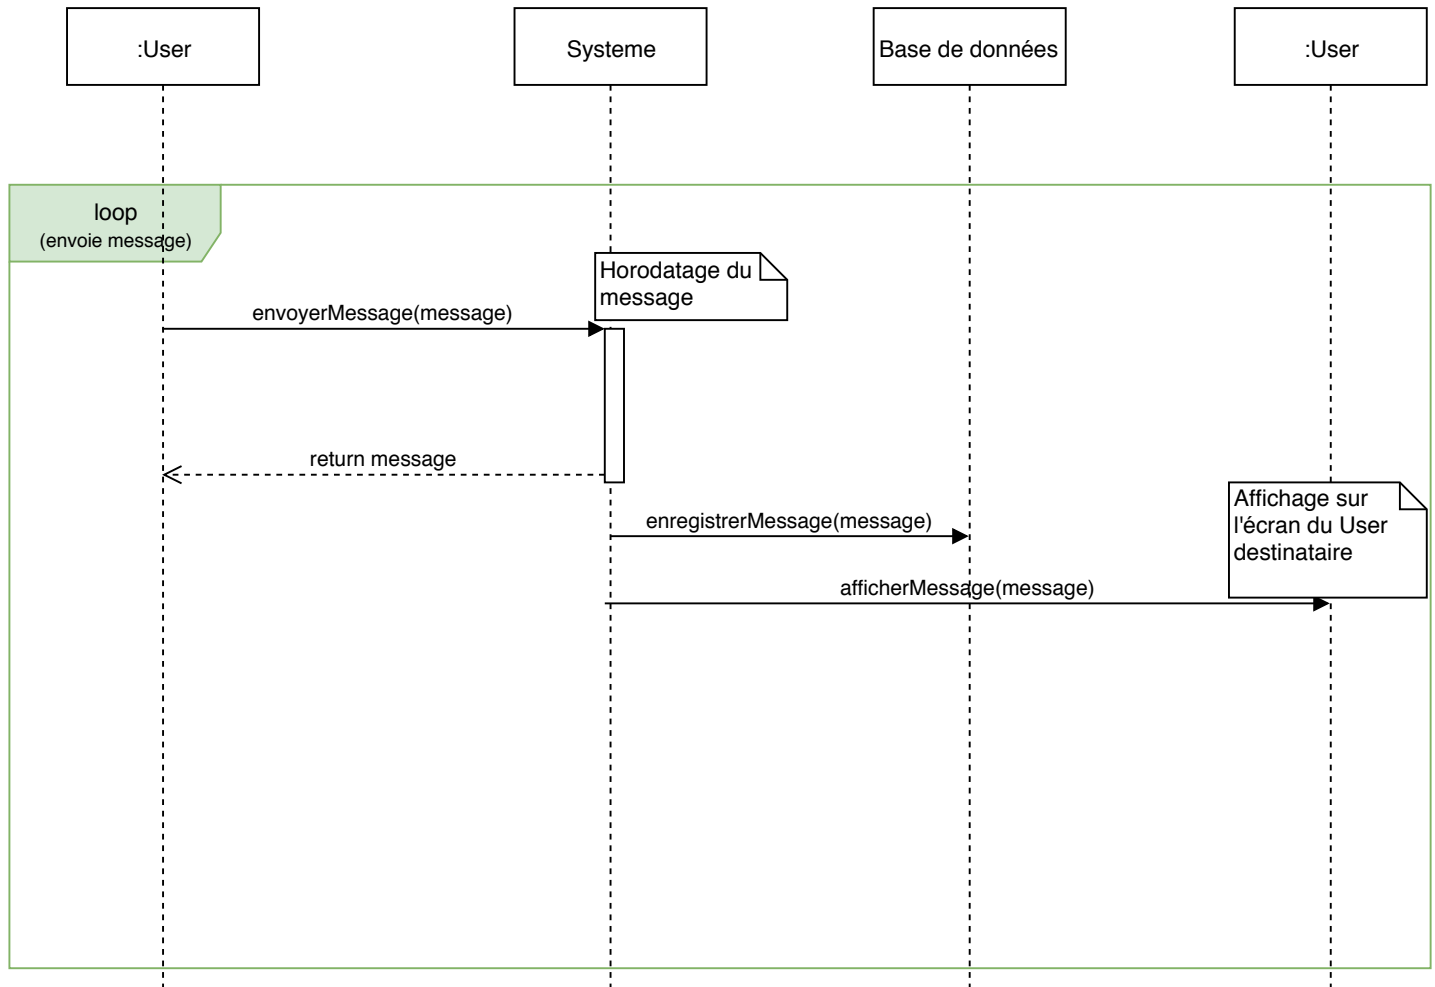 :User
Systeme
Base de données
:User
loop
(envoie message)
Horodatage du
message
envoyerMessage(message)
return message
Affichage sur
l'écran du User
destinataire
enregistrerMessage(message)
afficherMessage(message)